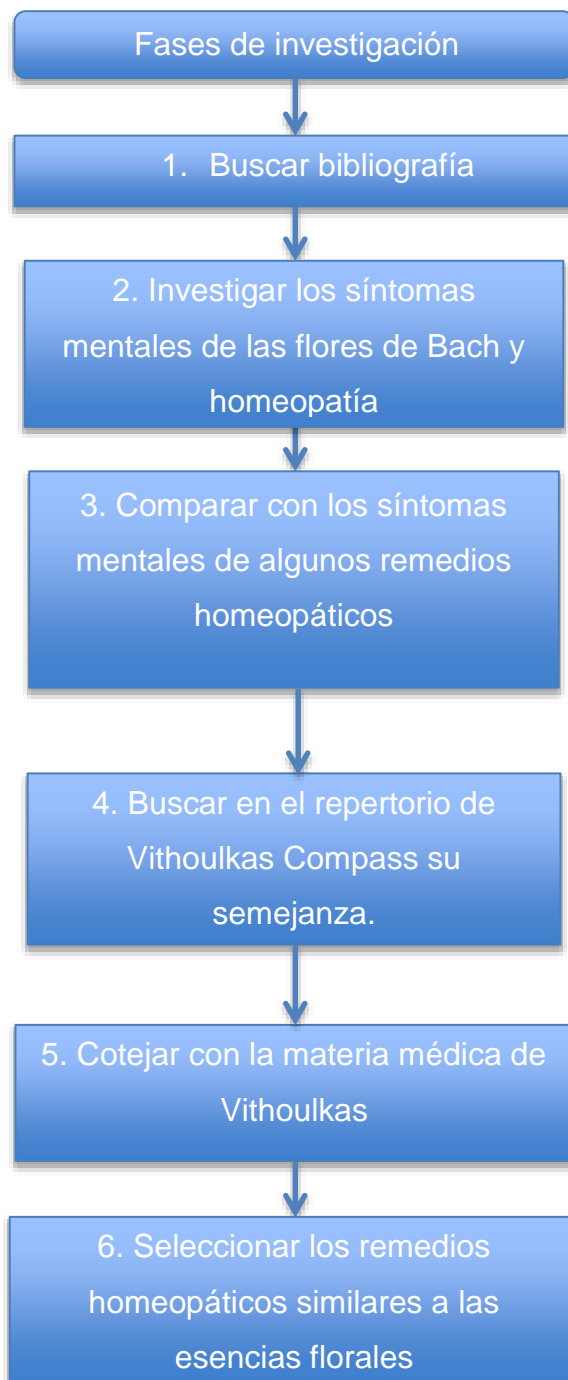 Fases de investigación
1. Buscar bibliografía
2. Investigar los síntomas
mentales de las flores de Bach y
homeopatía
3. Comparar con los síntomas
mentales de algunos remedios
homeopáticos
4. Buscar en el repertorio de
Vithoulkas Compass su
semejanza.
5. Cotejar con la materia médica de
Vithoulkas
6. Seleccionar los remedios
homeopáticos similares a las
esencias florales